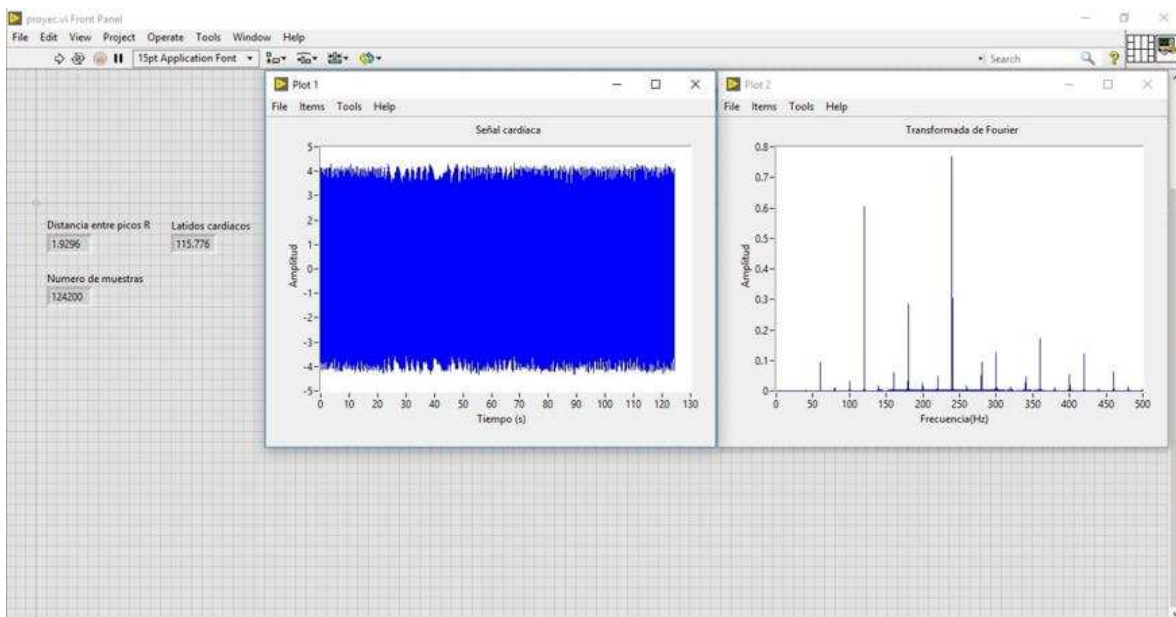 proyec.vi Front Panel
File Edit View Project Operate Tools Window Help
15pt Application Font
Search
Distancia entre picos R
1.9296
Latidos cardiacos
115.776
Numero de muestras
124200
Plot 1
File Items Tools Help
Señal cardíaca
Amplitud
5
4
3
2
1
0
-1
-2
-3
-4
-5
0 10 20 30 40 50 60 70 80 90 100 110 120 130
Tiempo (s)
Plot 2
File Items Tools Help
Transformada de Fourier
Amplitud
0.8
0.7
0.6
0.5
0.4
0.3
0.2
0.1
0
0 50 100 150 200 250 300 350 400 450 500
Frecuencia(Hz)